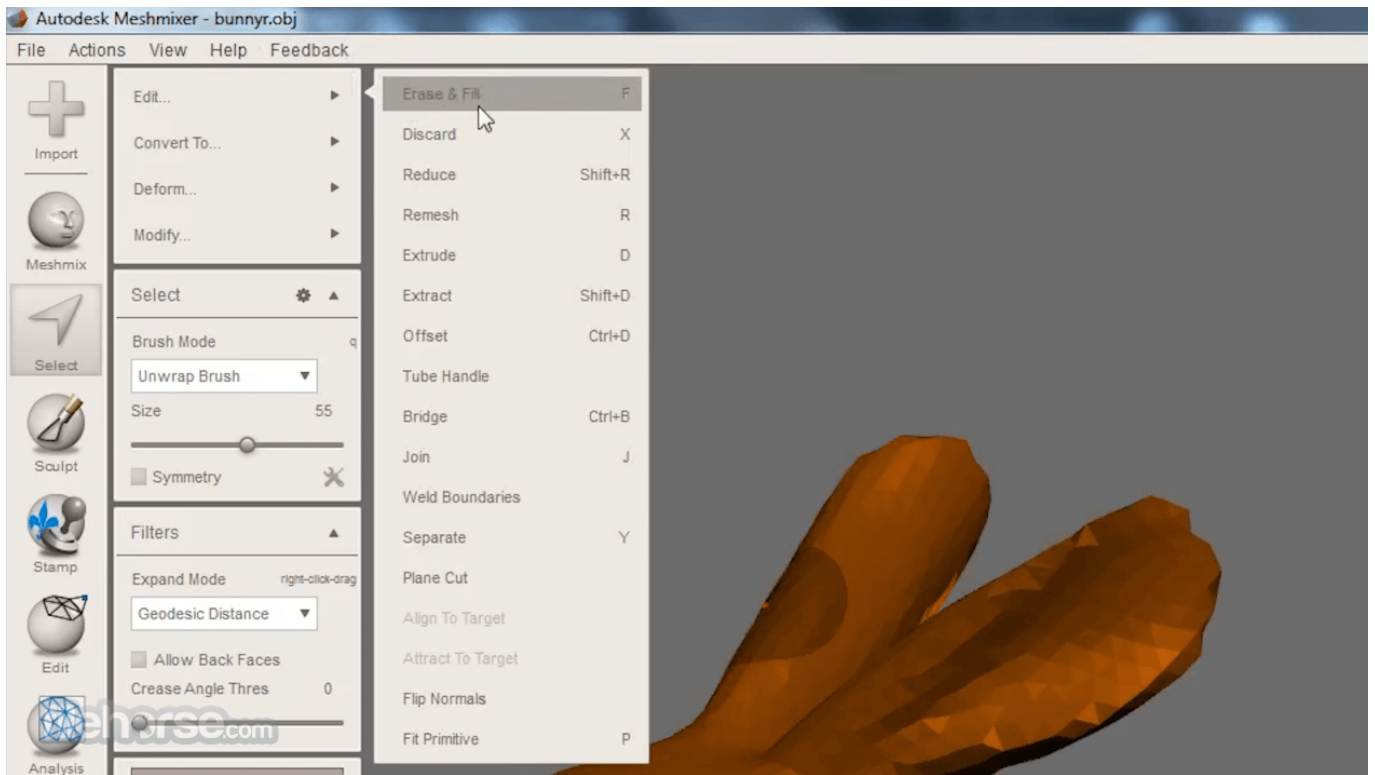 Autodesk Meshmixer - bunnyr.obj
File Actions View Help Feedback
Import
Meshmix
Select
Sculpt
Stamp
Edit
Analysis
Edit...
Convert To...
Deform...
Modify...
Select
Brush Mode q
Unwrap Brush
Size 55
Symmetry
Filters
Expand Mode right-click-drag
Geodesic Distance
Allow Back Faces
Crease Angle Thres 0
Erase & Fill F
Discard X
Reduce Shift+R
Remesh R
Extrude D
Extract Shift+D
Offset Ctrl+D
Tube Handle
Bridge Ctrl+B
Join J
Weld Boundaries
Separate Y
Plane Cut
Align To Target
Attract To Target
Flip Normals
Fit Primitive P
ehorse.com